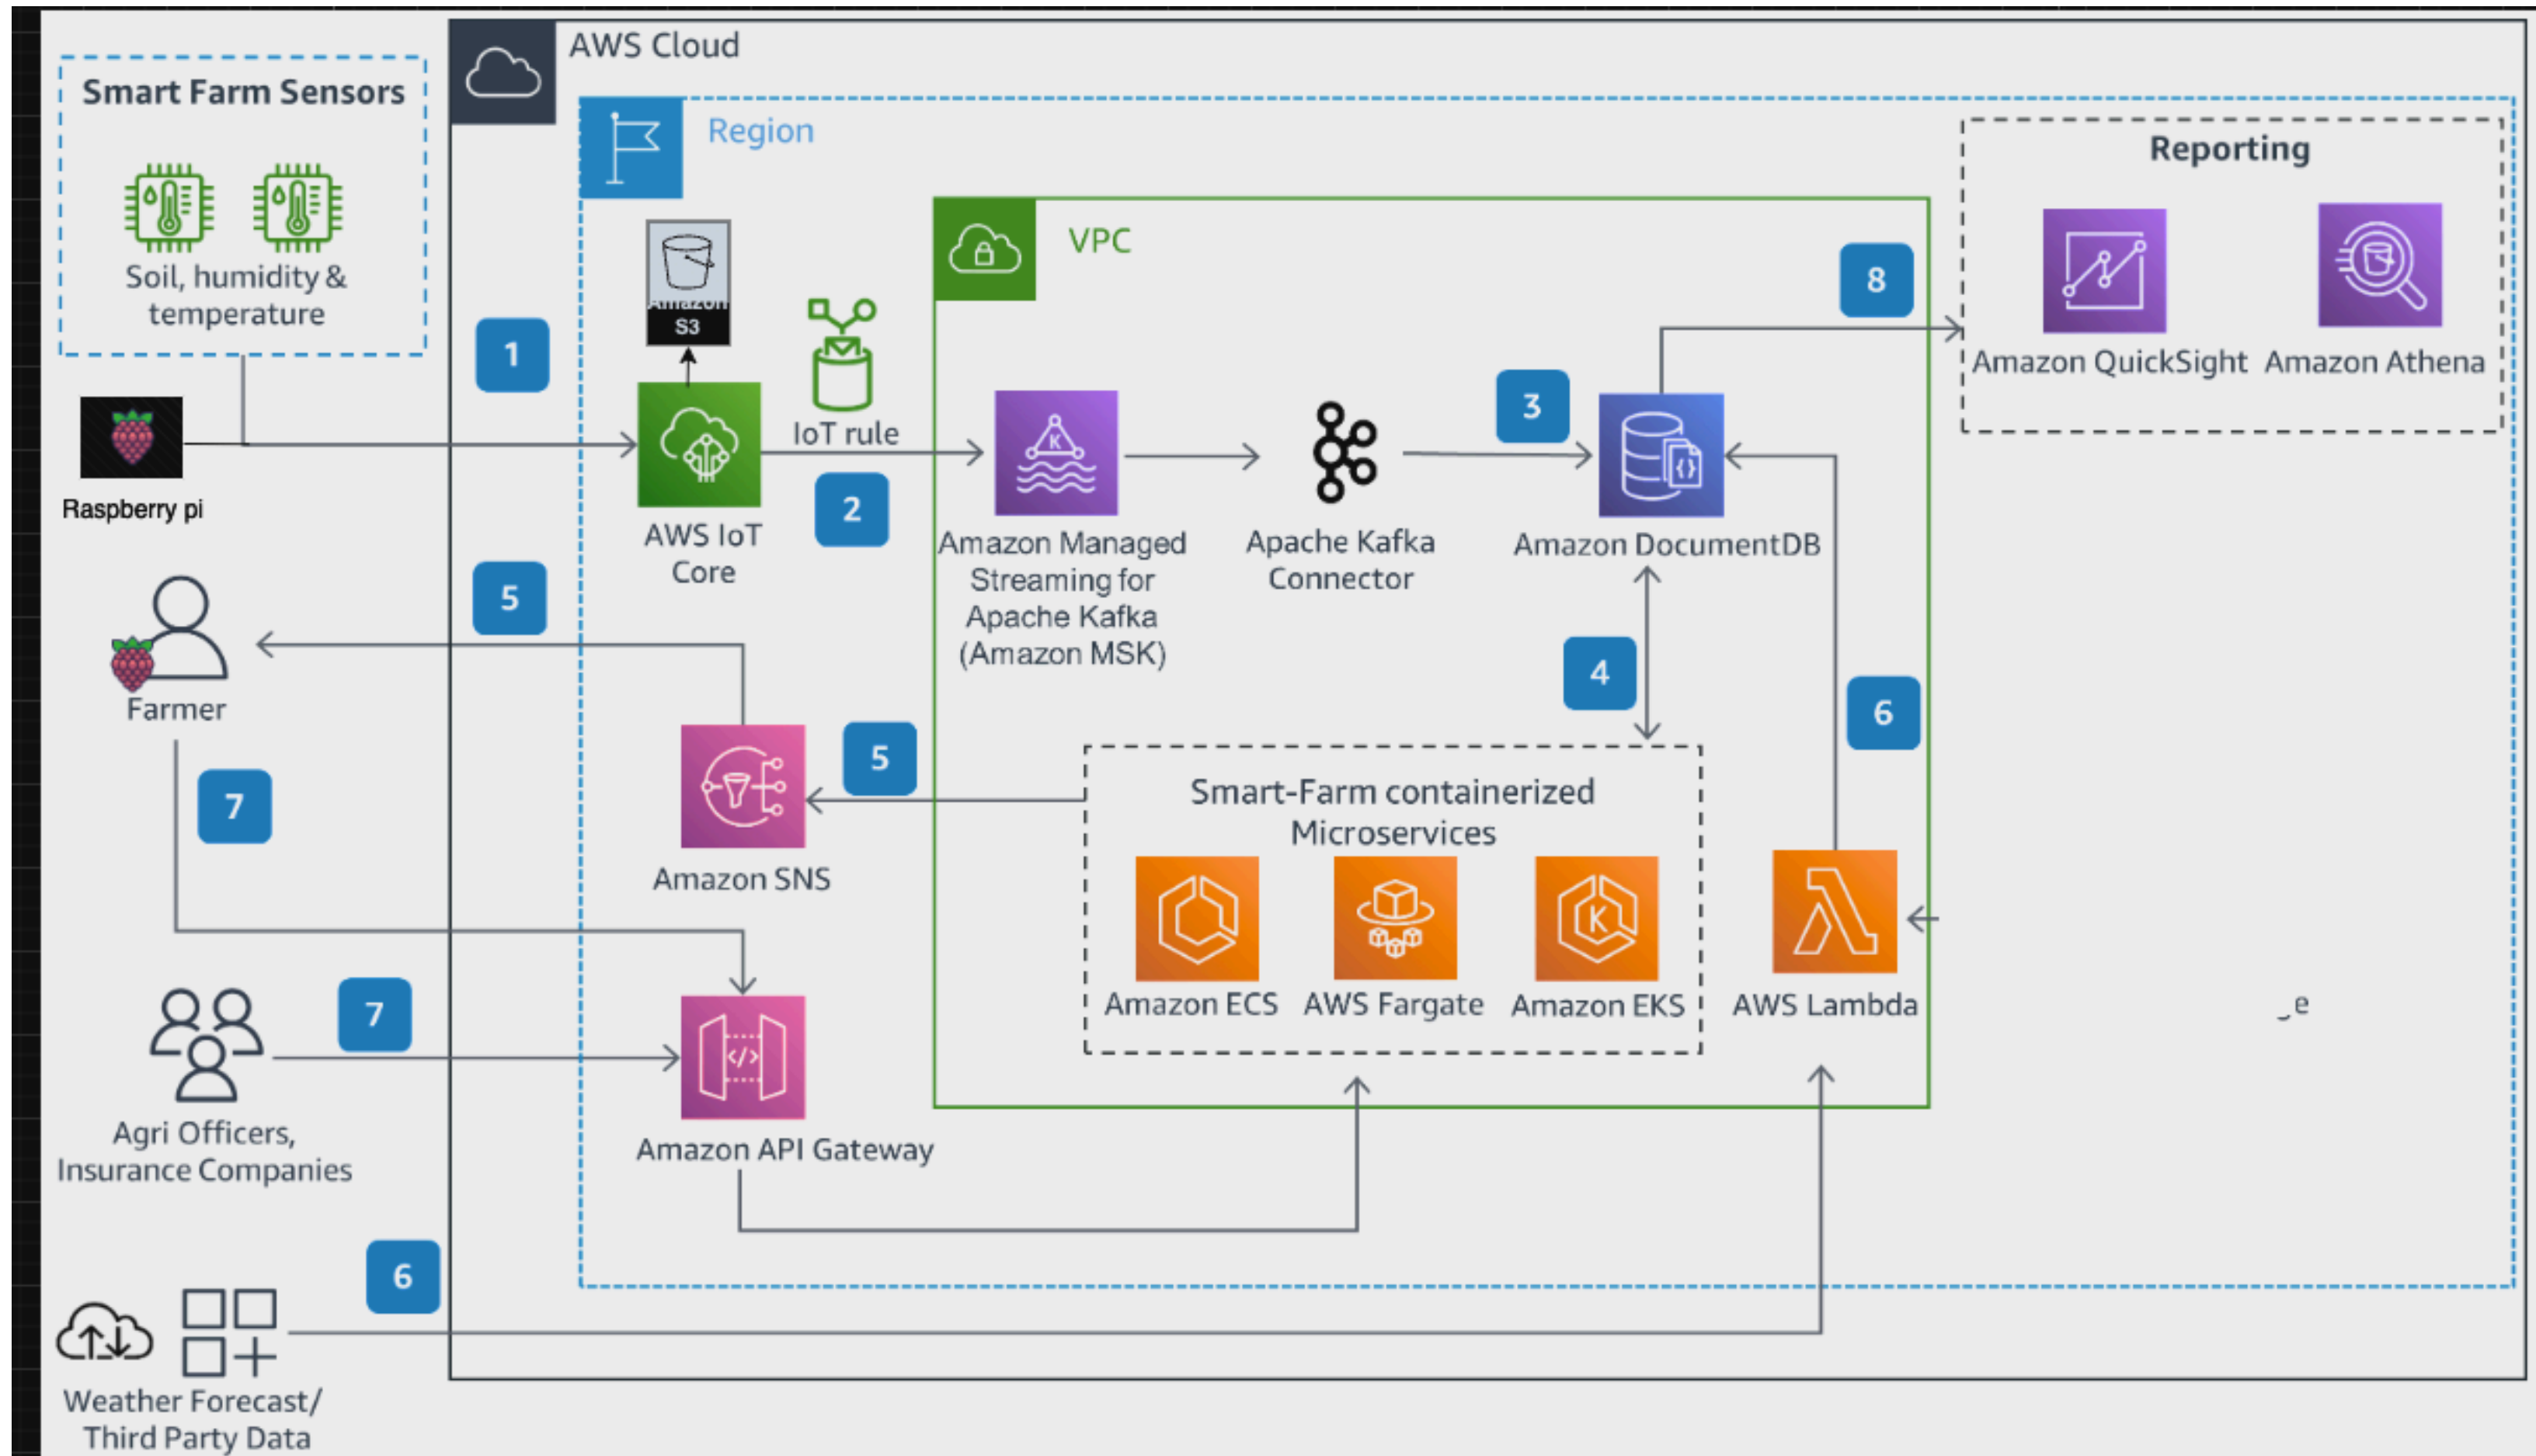 AWS Cloud
Smart Farm Sensors
Soil, humidity &
temperature
Region
Reporting
VPC
8
Amazon QuickSight
Amazon Athena
1
Amazon
S3
IoT rule
3
Raspberry pi
2
AWS IoT
Core
Amazon Managed
Streaming for
Apache Kafka
(Amazon MSK)
K
Apache Kafka
Connector
Amazon DocumentDB
{}
5
Farmer
4
6
7
5
Amazon SNS
Smart-Farm containerized
Microservices
K
Amazon ECS
AWS Fargate
Amazon EKS
AWS Lambda
7
</>
Agri Officers,
Insurance Companies
Amazon API Gateway
6
Weather Forecast/
Third Party Data